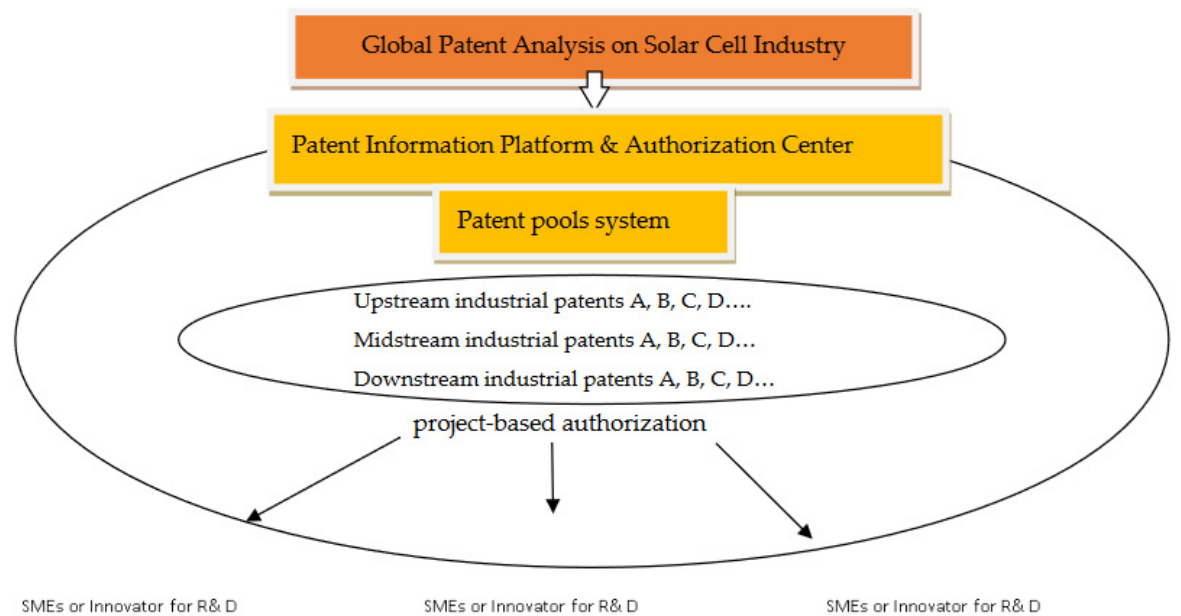 Global Patent Analysis on Solar Cell Industry
Patent Information Platform & Authorization Center
Patent pools system
Upstream industrial patents A, B, C, D....
Midstream industrial patents A, B, C, D...
Downstream industrial patents A, B, C, D...
project-based authorization
SMEs or Innovator for R& D
SMEs or Innovator for R& D
SMEs or Innovator for R& D